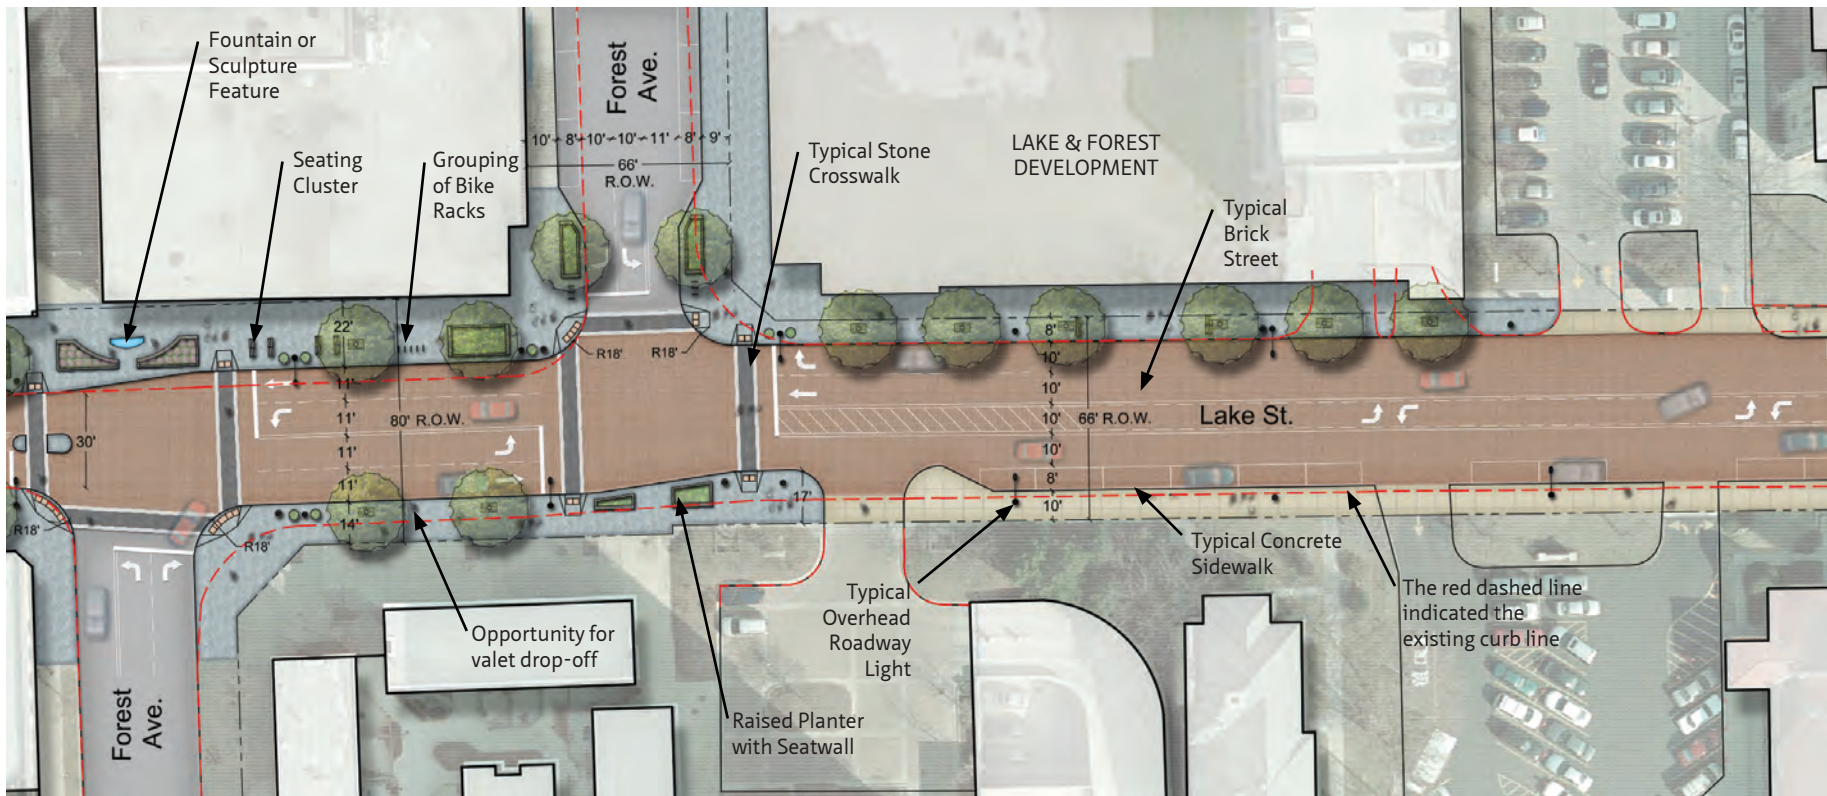 Fountain or
Sculpture
Feature
Seating
Cluster
Grouping
of Bike
Racks
Forest
Ave.
10' 8' 10' 10' 11' 8' 9'
66'
R.O.W.
Typical Stone
Crosswalk
LAKE & FOREST
DEVELOPMENT
Typical
Brick
Street
22'
R18'
R18'
8'
10'
11'
10'
11'
80' R.O.W.
10'
66' R.O.W.
Lake St.
30'
11'
10'
11'
8'
14'
17'
10'
R18'
R18'
Typical Concrete
Sidewalk
The red dashed line
indicated the
existing curb line
Typical
Overhead
Roadway
Light
Opportunity for
valet drop-off
Raised Planter
with Seatwall
Forest
Ave.